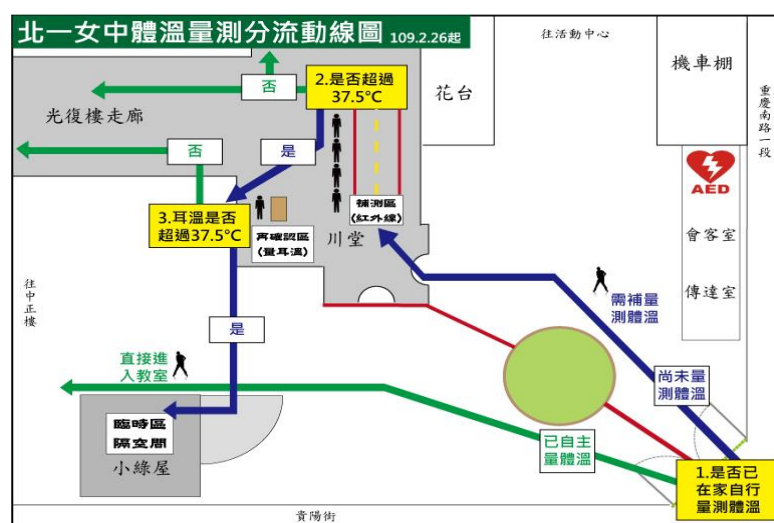 北一女中體溫量測分流動線圖 109.2.26起
往活動中心
機車棚
重慶南路一段
花台
2.是否超過
37.5°C
否
光復樓走廊
否
是
AED
3.耳溫是否
超過37.5°C
再確認區
(量耳溫)
補測區
(紅外線)
川堂
會客室
傳達室
往中正樓
需補量
測體溫
是
直接進
入教室
尚未量
測體溫
臨時區
隔空間
小綠屋
已自主
量體溫
1.是否已
在家自行
量測體溫
貴陽街